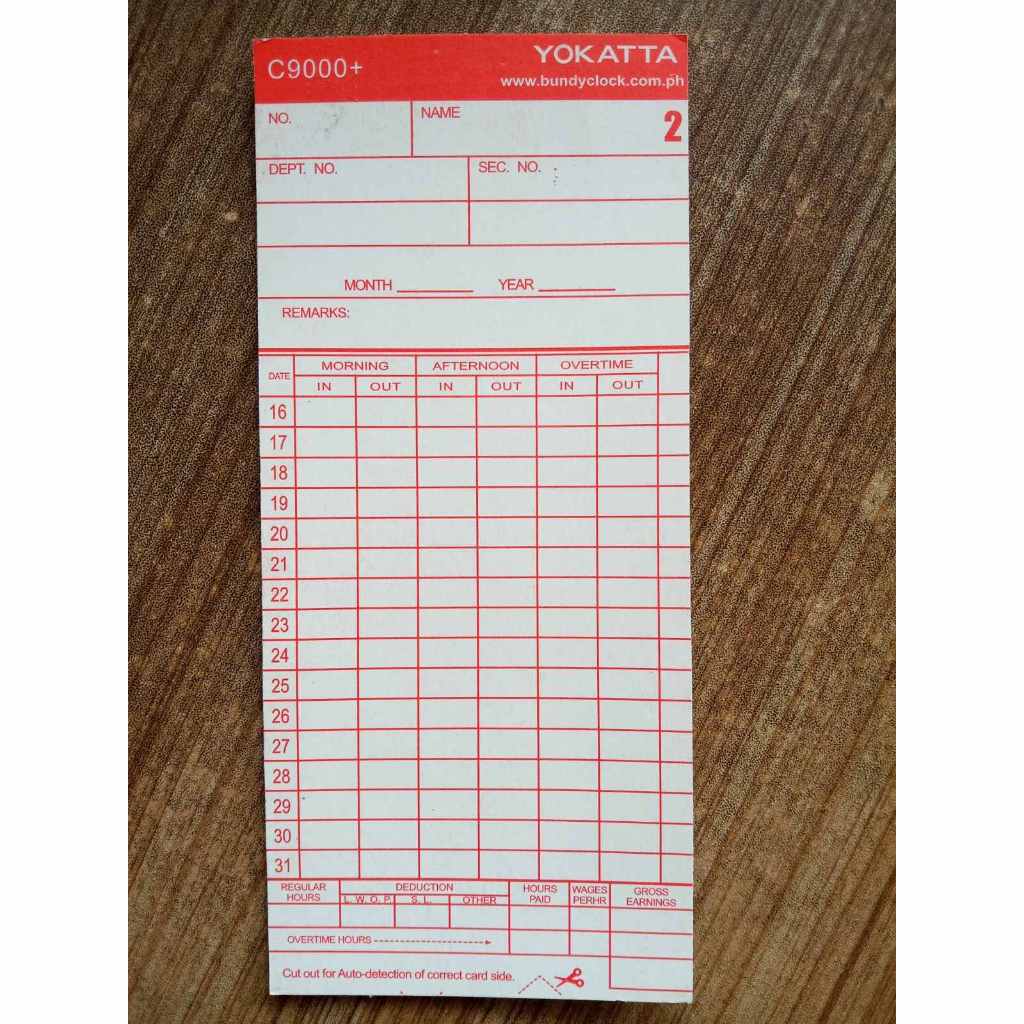 C9000+ YOKATTA
www.bundyclock.com.ph
NO. NAME 2
DEPT. NO. SEC. NO.
MONTH YEAR
REMARKS:
DATE MORNING AFTERNOON OVERTIME
IN OUT IN OUT IN OUT
16
17
18
19
20
21
22
23
24
25
26
27
28
29
30
31
REGULAR HOURS DEDUCTION HOURS PAID WAGES PERHR GROSS EARNINGS
L. W. O. P. S. L. OTHER
OVERTIME HOURS
Cut out for Auto-detection of correct card side.